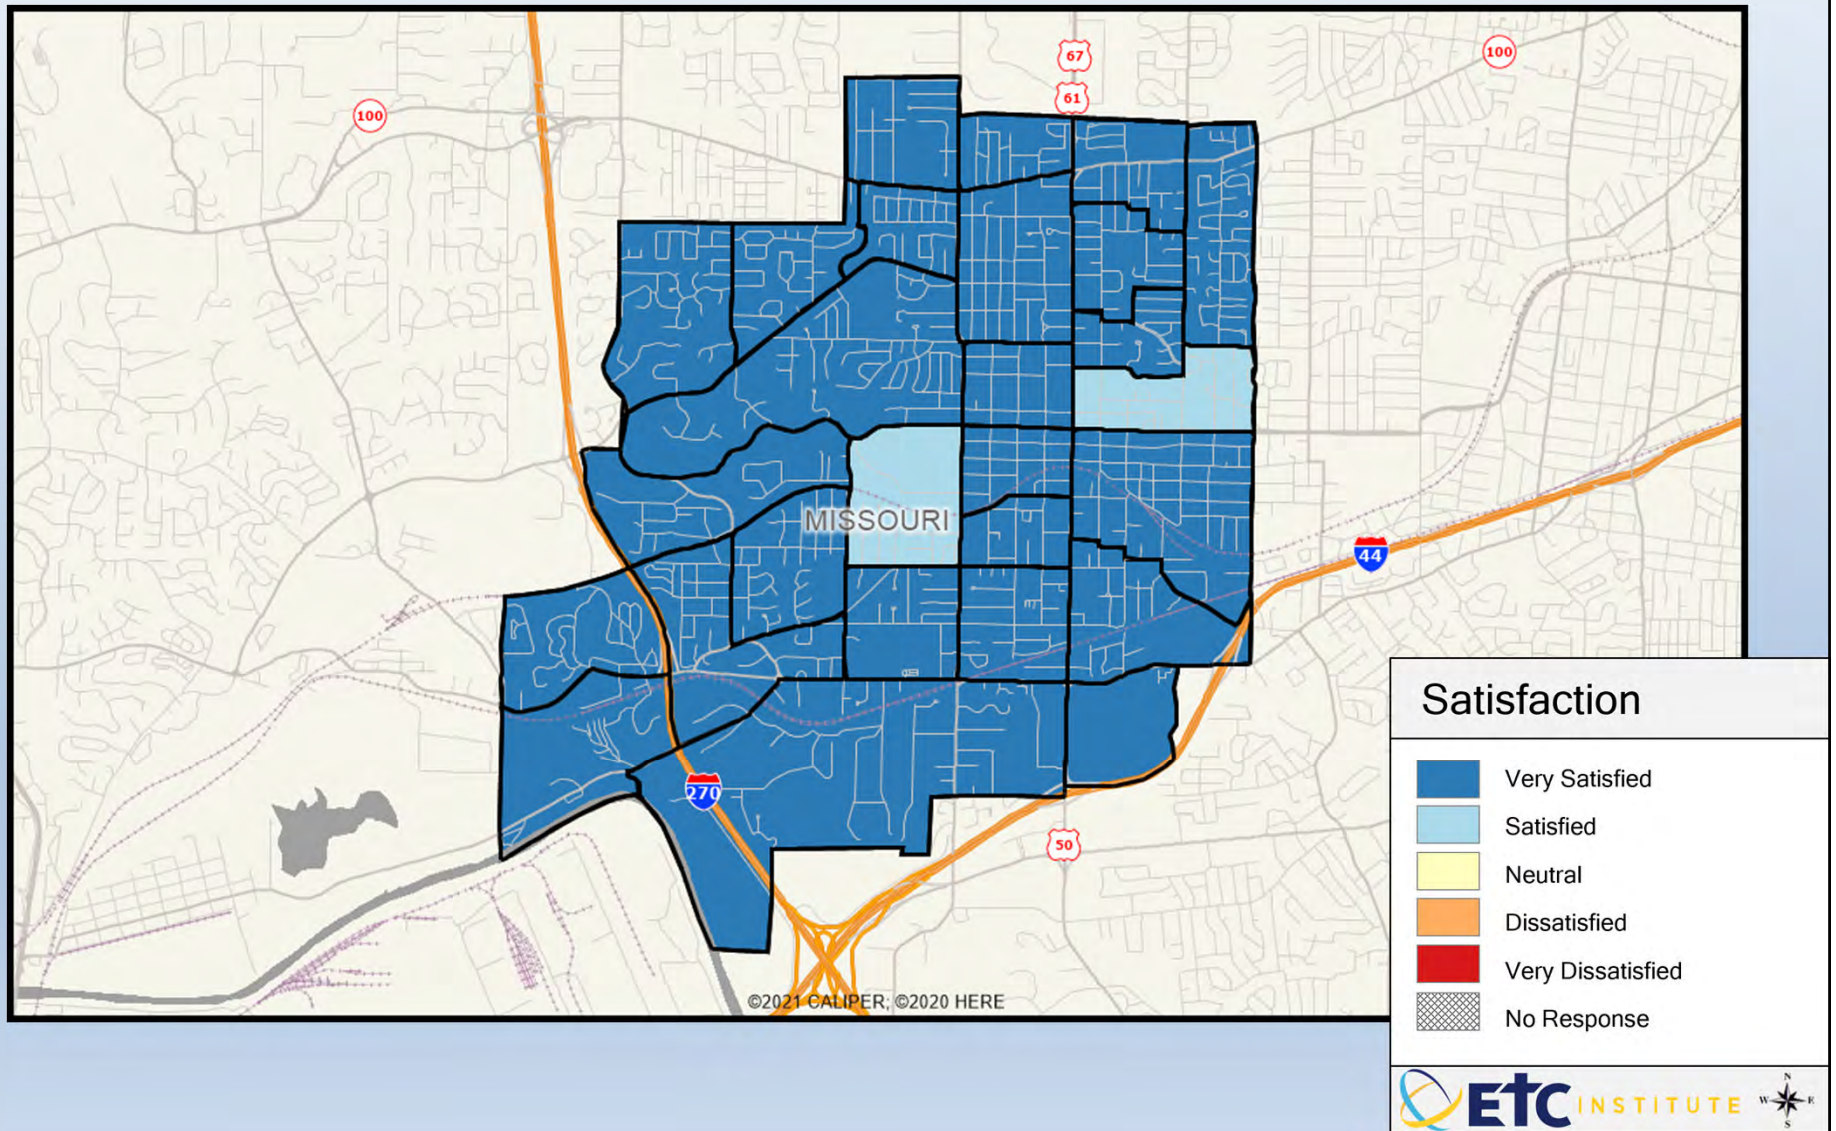 67
100
61
100
MISSOURI
44
270
50
©2021 CALIPER; ©2020 HERE
Satisfaction
Very Satisfied
Satisfied
Neutral
Dissatisfied
Very Dissatisfied
No Response
ETC INSTITUTE
N
W E
S